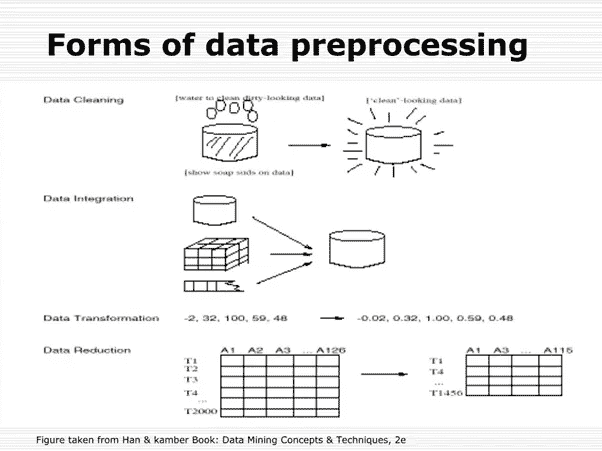 Forms of data preprocessing
Data Cleaning
[water to clean dirty-looking data]
['clean'-looking data]
[show soap suds on data]
Data Integration
Data Transformation
-2, 32, 100, 59, 48
-0.02, 0.32, 1.00, 0.59, 0.48
Data Reduction
A1 A2 A3 ... A126
T1
T2
T3
T4
...
T2000
A1 A3 ... A115
T1
T4
...
T1456
Figure taken from Han & kamber Book: Data Mining Concepts & Techniques, 2e